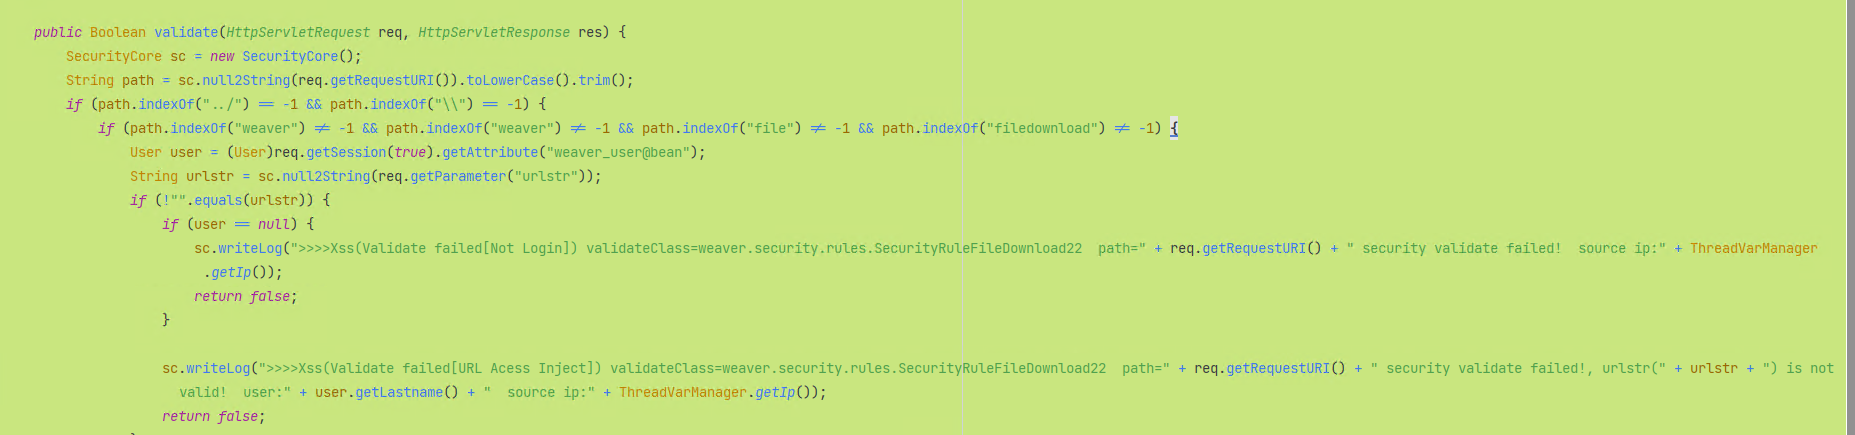 public Boolean validate(HttpServletRequest req, HttpServletResponse res) {
SecurityCore sc = new SecurityCore();
String path = sc.null2String(req.getRequestURI()).toLowerCase().trim();
if (path.indexOf("../") == -1 && path.indexOf("\\") == -1) {
if (path.indexOf("weaver") != -1 && path.indexOf("weaver") != -1 && path.indexOf("file") != -1 && path.indexOf("filedownload") != -1) {
User user = (User)req.getSession(true).getAttribute("weaver_user@bean");
String urlstr = sc.null2String(req.getParameter("urlstr"));
if (!"".equals(urlstr)) {
if (user == null) {
sc.writeLog(">>>>Xss(Validate failed[Not Login]) validateClass=weaver.security.rules.SecurityRuleFileDownload22  path=" + req.getRequestURI() + " security validate failed!  source ip:" + ThreadVarManager
.getIp());
return false;
}
sc.writeLog(">>>>Xss(Validate failed[URL Acess Inject]) validateClass=weaver.security.rules.SecurityRuleFileDownload22  path=" + req.getRequestURI() + " security validate failed!, urlstr(" + urlstr + ") is not
valid!  user:" + user.getLastname() + "  source ip:" + ThreadVarManager.getIp());
return false;